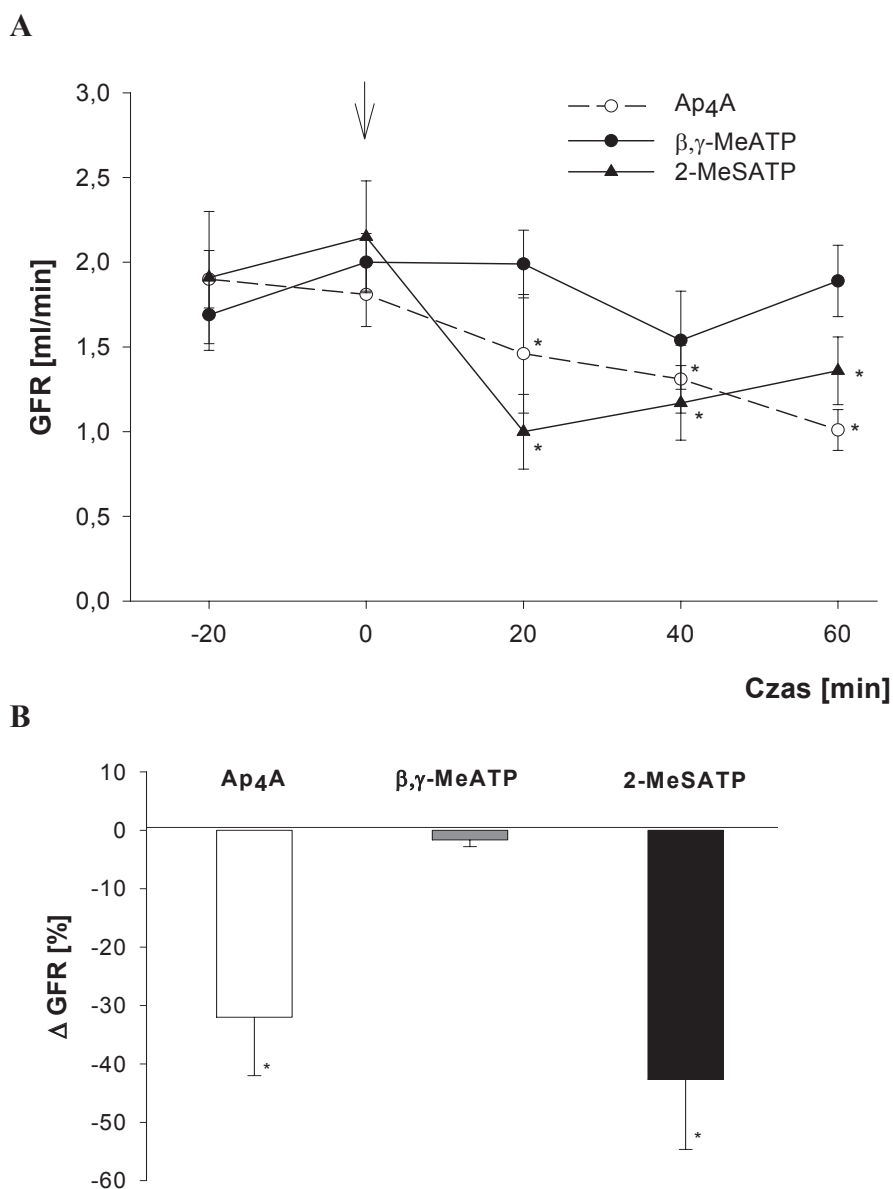 A
3,0
2,5
2,0
1,5
1,0
0,5
0,0
GFR [ml/min]
Ap4A
β,γ-MeATP
2-MeSATP
*
*
*
*
*
*
-20 0 20 40 60
Czas [min]
B
Ap4A β,γ-MeATP 2-MeSATP
10
0
-10
-20
-30
-40
-50
-60
Δ GFR [%]
*
*